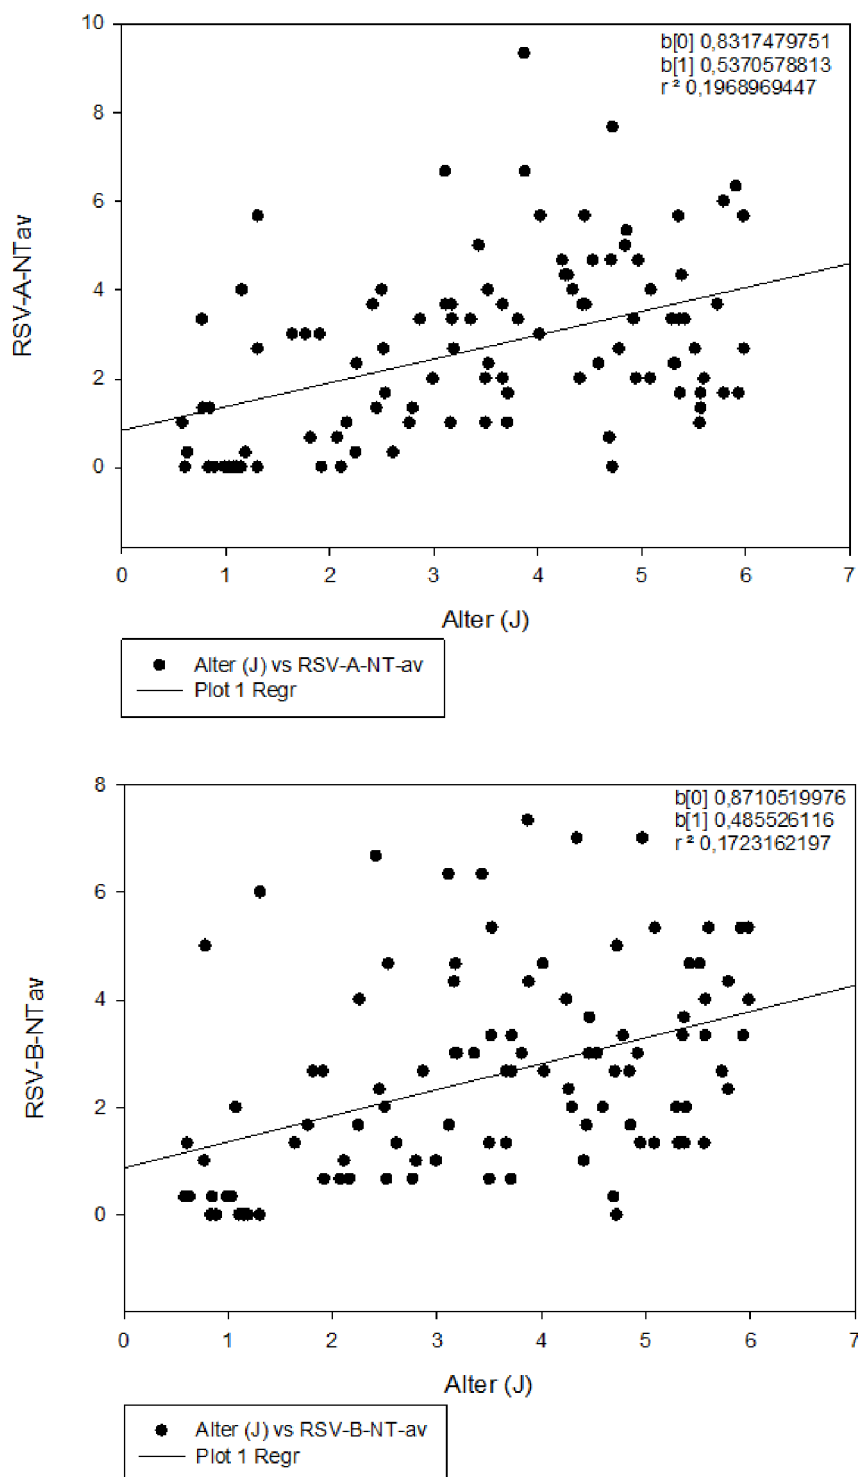 10
8
6
4
2
0
RSV-A-NTav
b[0] 0,8317479751
b[1] 0,5370578813
r ² 0,1968969447
0 1 2 3 4 5 6 7
Alter (J)
Alter (J) vs RSV-A-NT-av
Plot 1 Regr
8
6
4
2
0
RSV-B-NTav
b[0] 0,8710519976
b[1] 0,485526116
r ² 0,1723162197
0 1 2 3 4 5 6 7
Alter (J)
Alter (J) vs RSV-B-NT-av
Plot 1 Regr